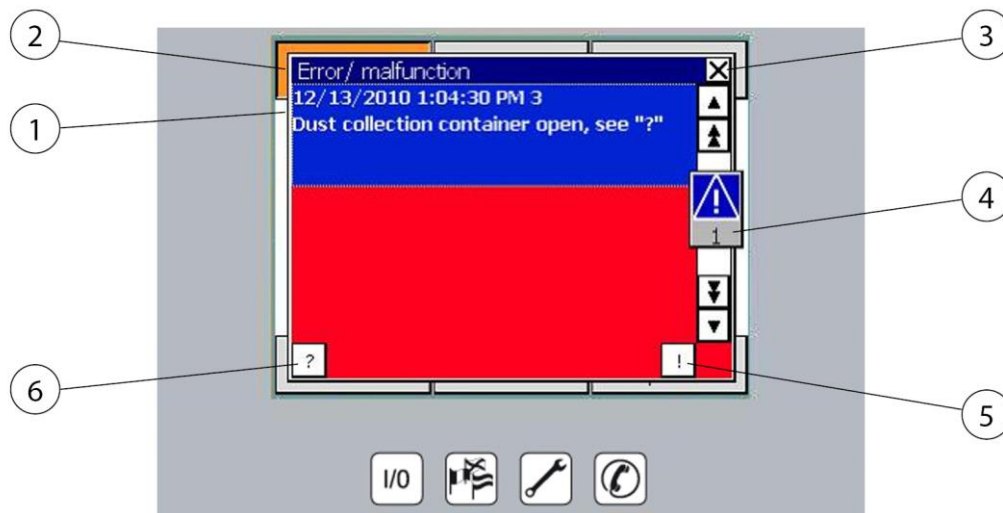 2
3
Error/ malfunction
12/13/2010 1:04:30 PM 3
1
Dust collection container open, see "?"
1
4
?
!
6
5
I/0